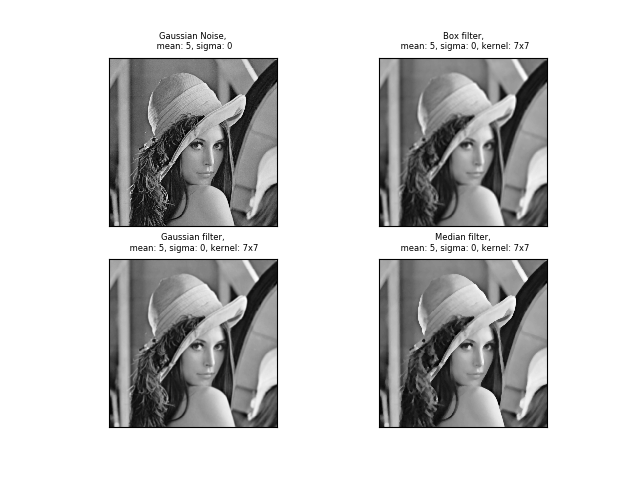 Gaussian Noise,
mean: 5, sigma: 0
Box filter,
mean: 5, sigma: 0, kernel: 7x7
Gaussian filter,
mean: 5, sigma: 0, kernel: 7x7
Median filter,
mean: 5, sigma: 0, kernel: 7x7